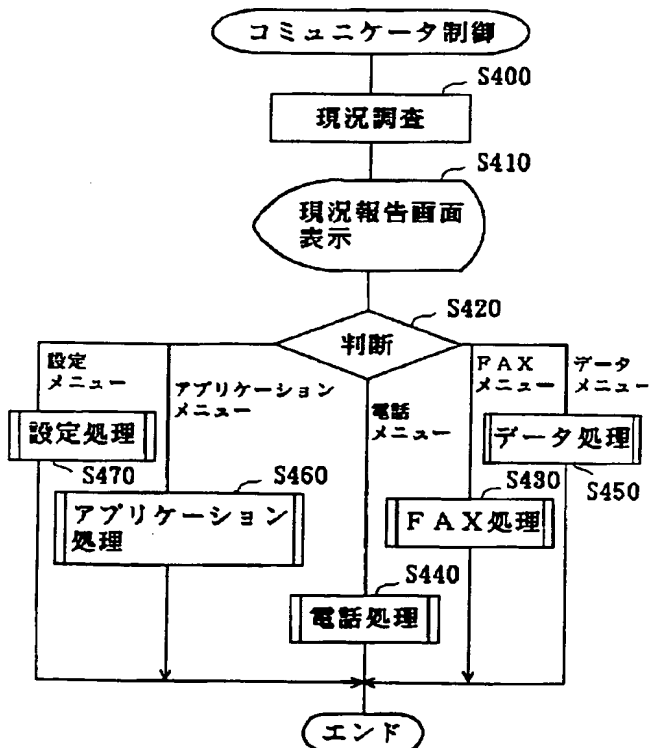 コミュニケータ制御
S400
現況調査
S410
現況報告画面
表示
S420
判断
設定
メニュー
アプリケーション
メニュー
電話
メニュー
ＦＡＸ
メニュー
データ
メニュー
設定処理
S470
データ処理
S450
S460
アプリケーション
処理
S430
ＦＡＸ処理
S440
電話処理
エンド